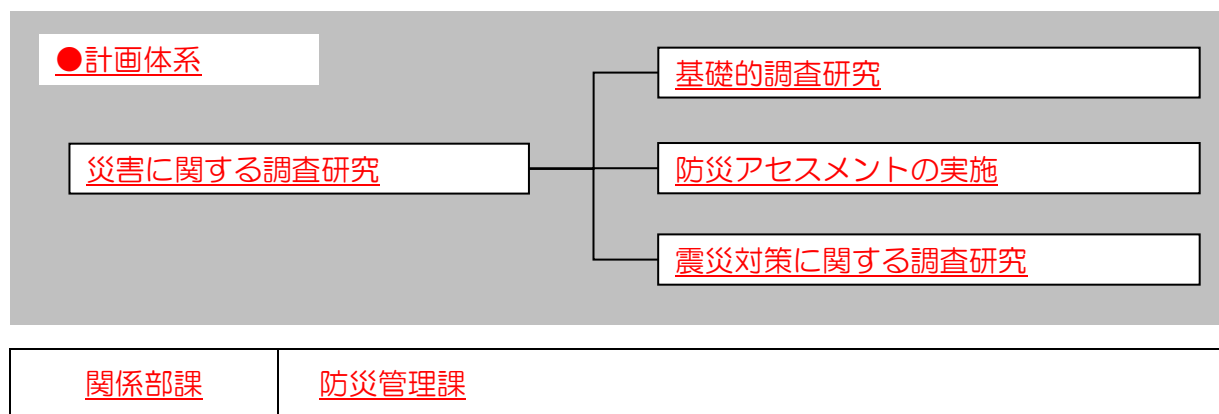 ●計画体系
基礎的調査研究
災害に関する調査研究
防災アセスメントの実施
震災対策に関する調査研究
関係部課
防災管理課